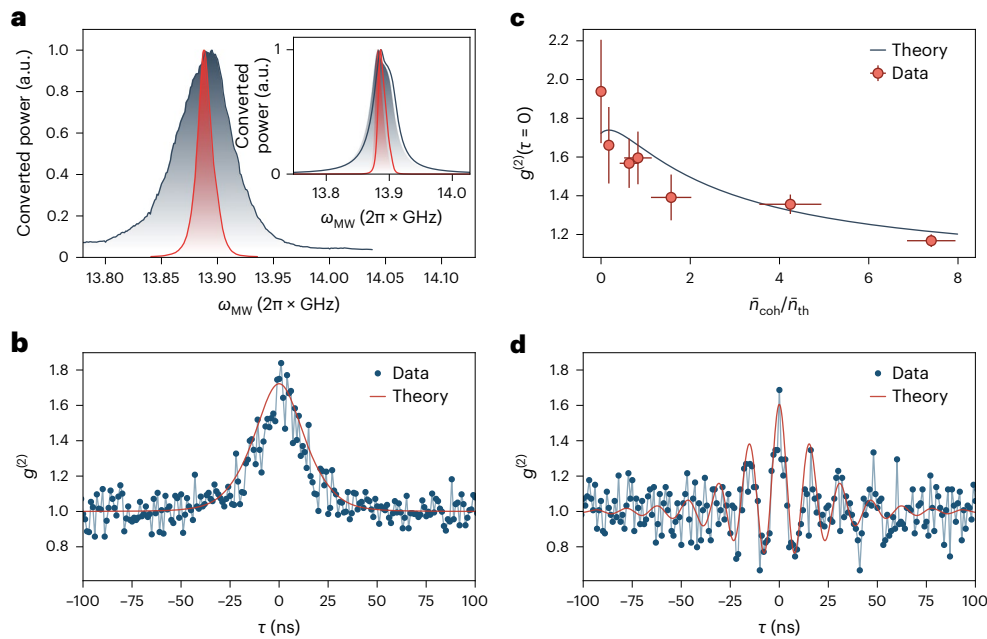 a
Converted power (a.u.)
1.0
0.8
0.6
0.4
0.2
0
13.80
13.85
13.90
13.95
14.00
14.05
14.10
ω_MW (2π × GHz)
Converted
power (a.u.)
1
0
13.8
13.9
14.0
ω_MW (2π × GHz)
c
g^(2)(τ = 0)
2.2
2.0
1.8
1.6
1.4
1.2
0
2
4
6
8
n̄_coh/n̄_th
Theory
Data
b
g^(2)
1.8
1.6
1.4
1.2
1.0
0.8
−100
−75
−50
−25
0
25
50
75
100
τ (ns)
Data
Theory
d
g^(2)
1.8
1.6
1.4
1.2
1.0
0.8
−100
−75
−50
−25
0
25
50
75
100
τ (ns)
Data
Theory